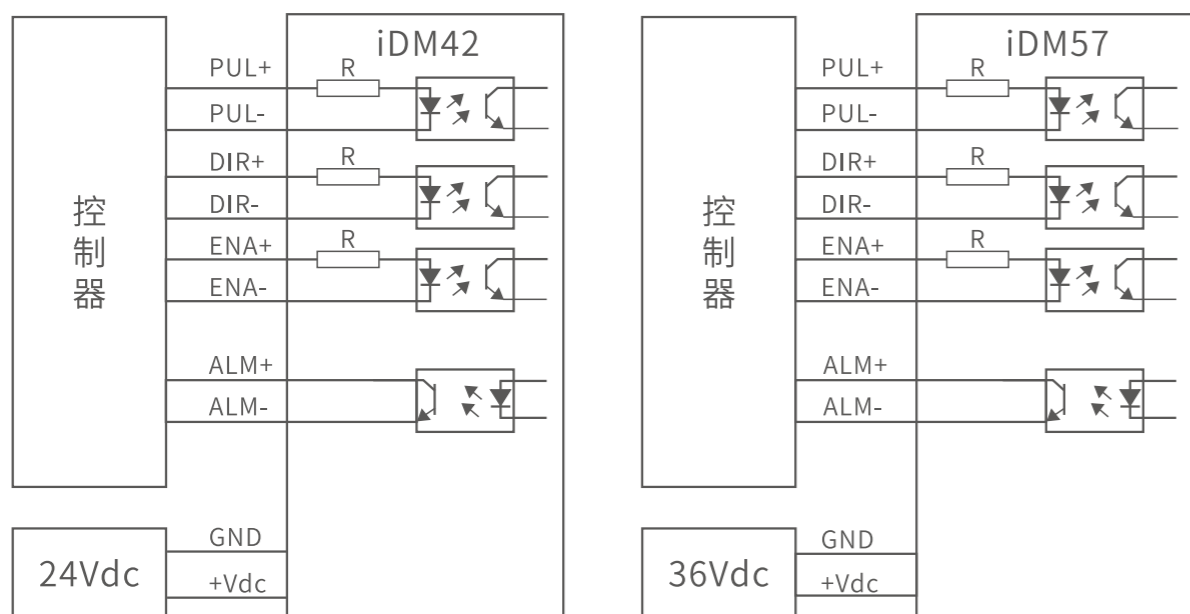 iDM42
PUL+
R
PUL-
DIR+
R
DIR-
ENA+
R
ENA-
ALM+
ALM-
控制器
GND
24Vdc
+Vdc
iDM57
PUL+
R
PUL-
DIR+
R
DIR-
ENA+
R
ENA-
ALM+
ALM-
控制器
GND
36Vdc
+Vdc